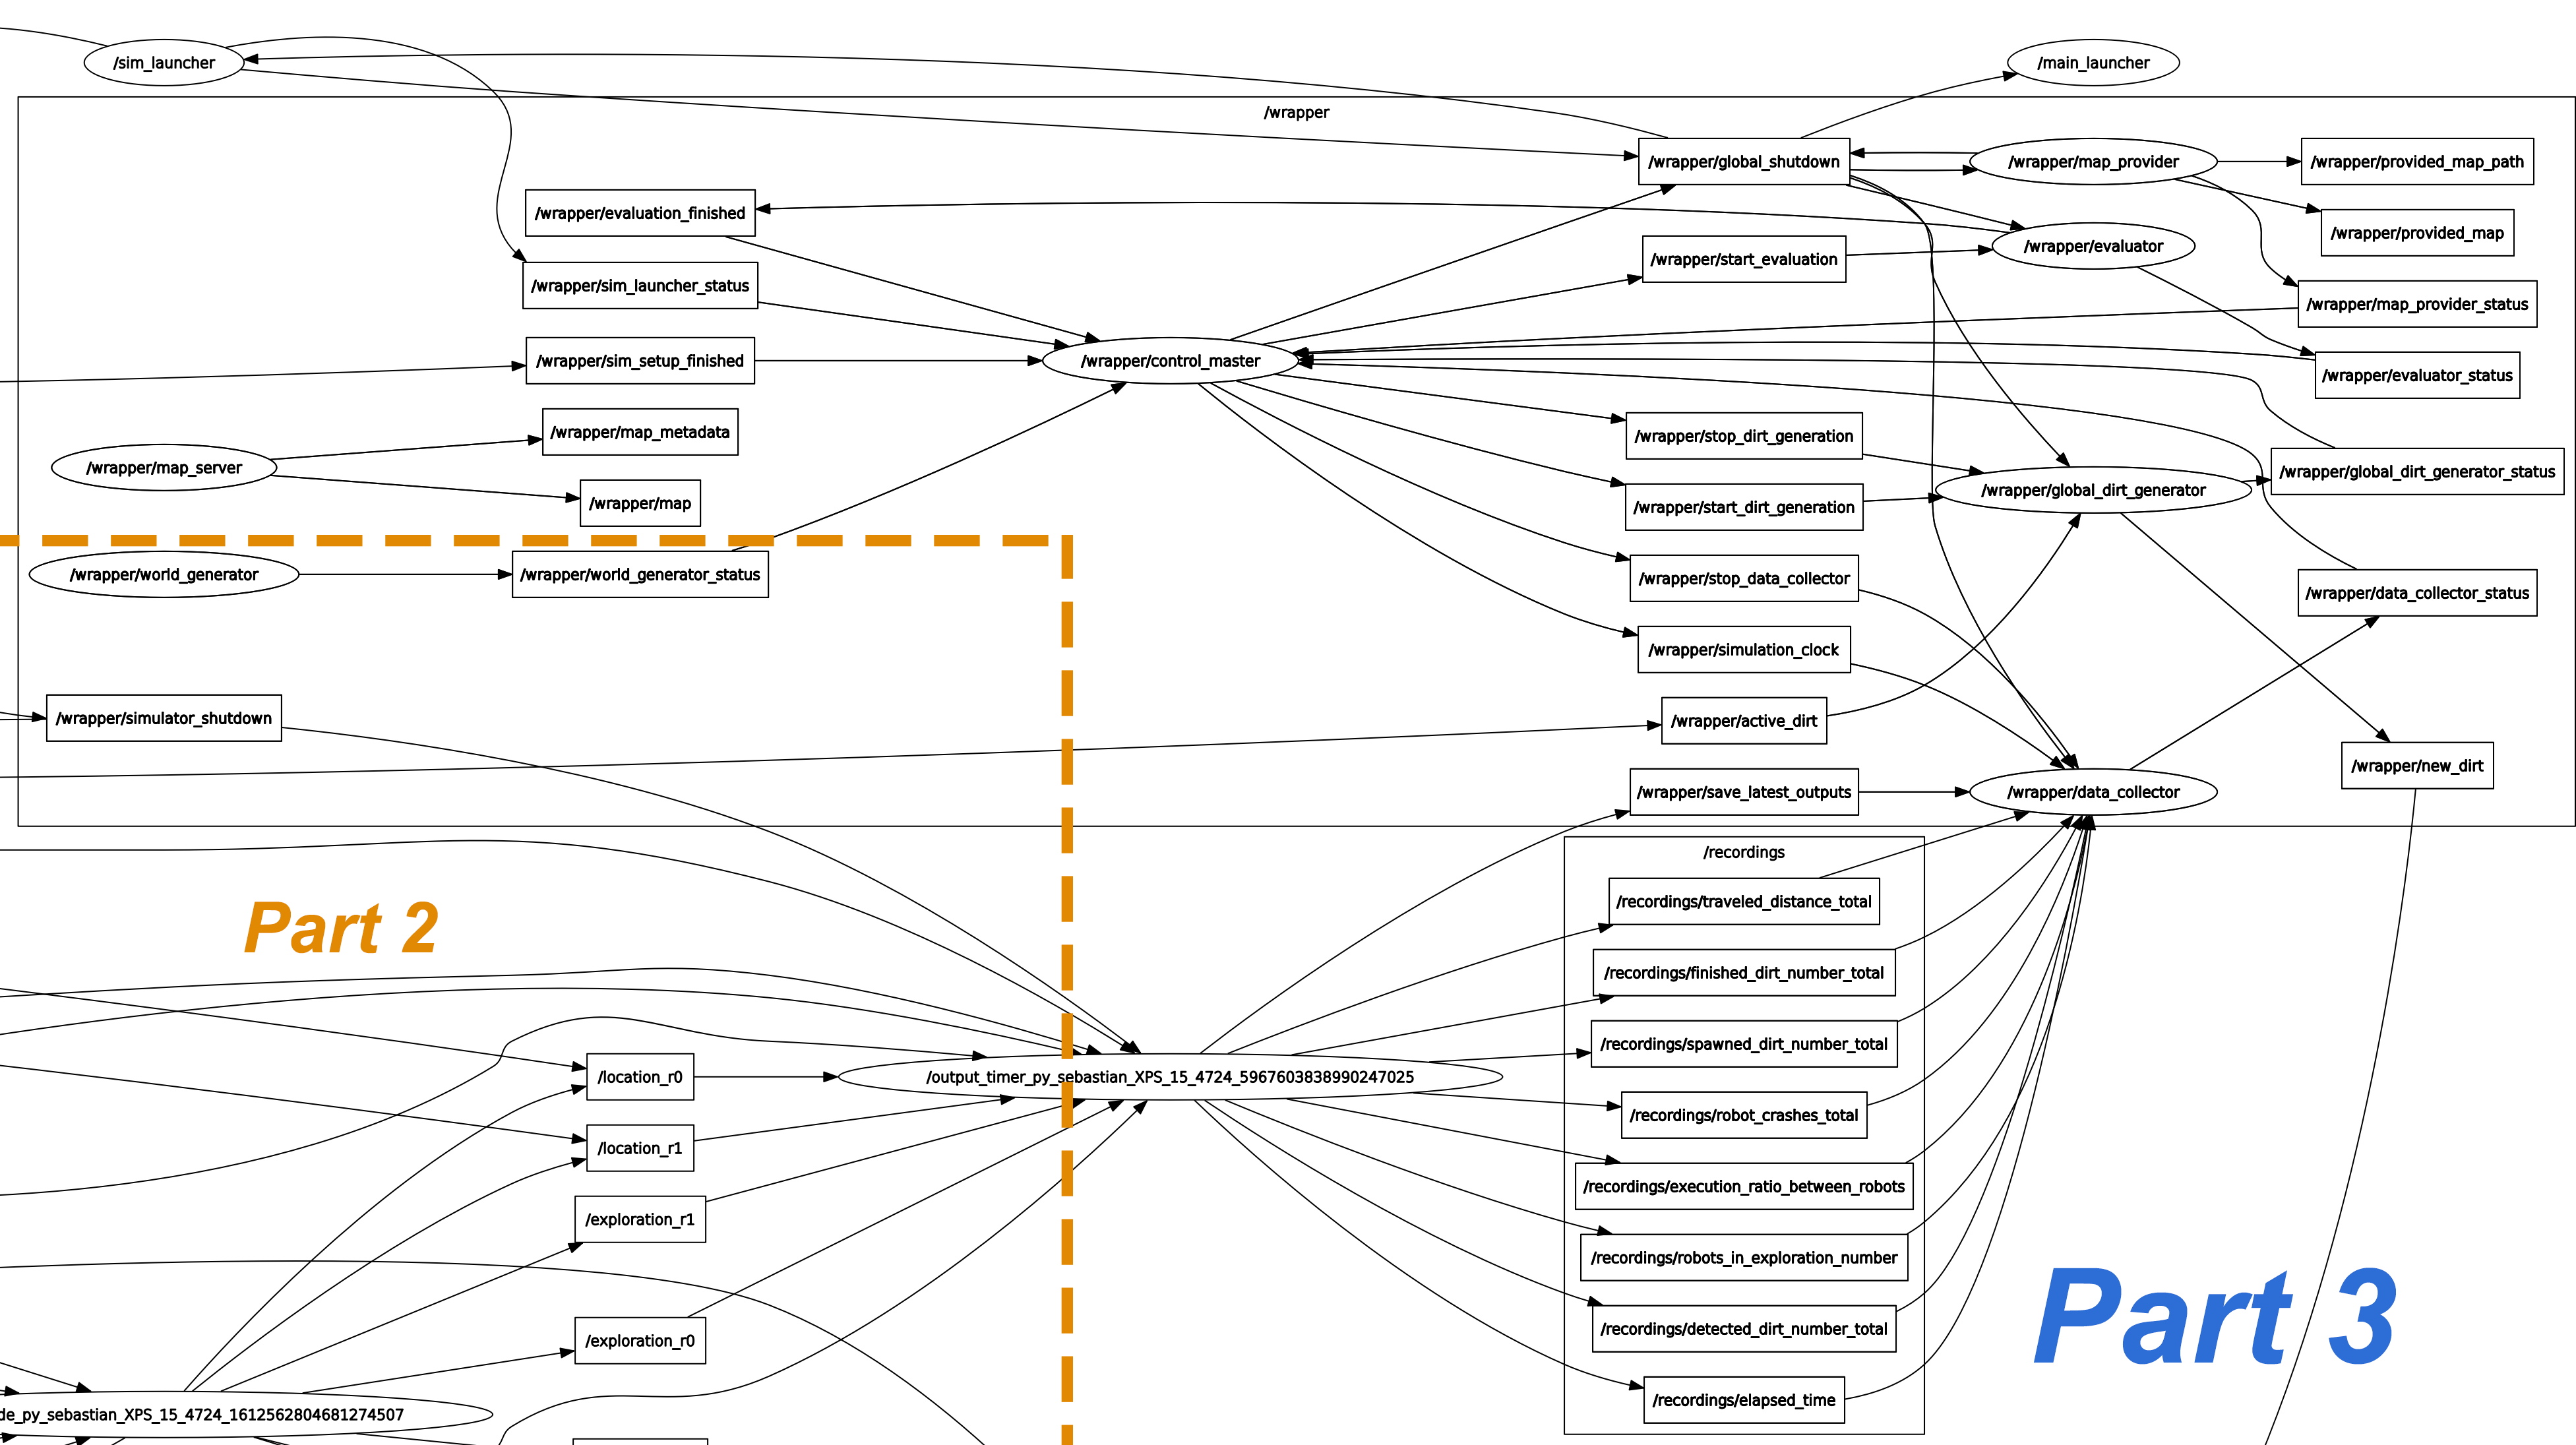 /sim_launcher
/main_launcher
/wrapper
/wrapper/global_shutdown
/wrapper/map_provider
/wrapper/provided_map_path
/wrapper/evaluation_finished
/wrapper/provided_map
/wrapper/start_evaluation
/wrapper/evaluator
/wrapper/sim_launcher_status
/wrapper/map_provider_status
/wrapper/sim_setup_finished
/wrapper/control_master
/wrapper/evaluator_status
/wrapper/map_metadata
/wrapper/stop_dirt_generation
/wrapper/map_server
/wrapper/global_dirt_generator_status
/wrapper/map
/wrapper/start_dirt_generation
/wrapper/global_dirt_generator
/wrapper/world_generator
/wrapper/world_generator_status
/wrapper/stop_data_collector
/wrapper/data_collector_status
/wrapper/simulation_clock
/wrapper/simulator_shutdown
/wrapper/active_dirt
/wrapper/new_dirt
/wrapper/save_latest_outputs
/wrapper/data_collector
/recordings
/recordings/traveled_distance_total
Part 2
/recordings/finished_dirt_number_total
/recordings/spawned_dirt_number_total
/location_r0
/output_timer_py_sebastian_XPS_15_4724_5967603838990247025
/recordings/robot_crashes_total
/location_r1
/recordings/execution_ratio_between_robots
/exploration_r1
/recordings/robots_in_exploration_number
Part 3
/exploration_r0
/recordings/detected_dirt_number_total
/recordings/elapsed_time
de_py_sebastian_XPS_15_4724_1612562804681274507